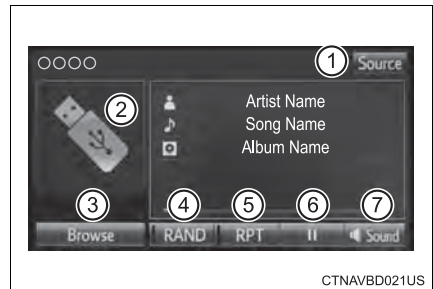 ○○○○ 1 Source
2
Artist Name
Song Name
Album Name
3 4 5 6 7
Browse RAND RPT II Sound
CTNAVBD021US